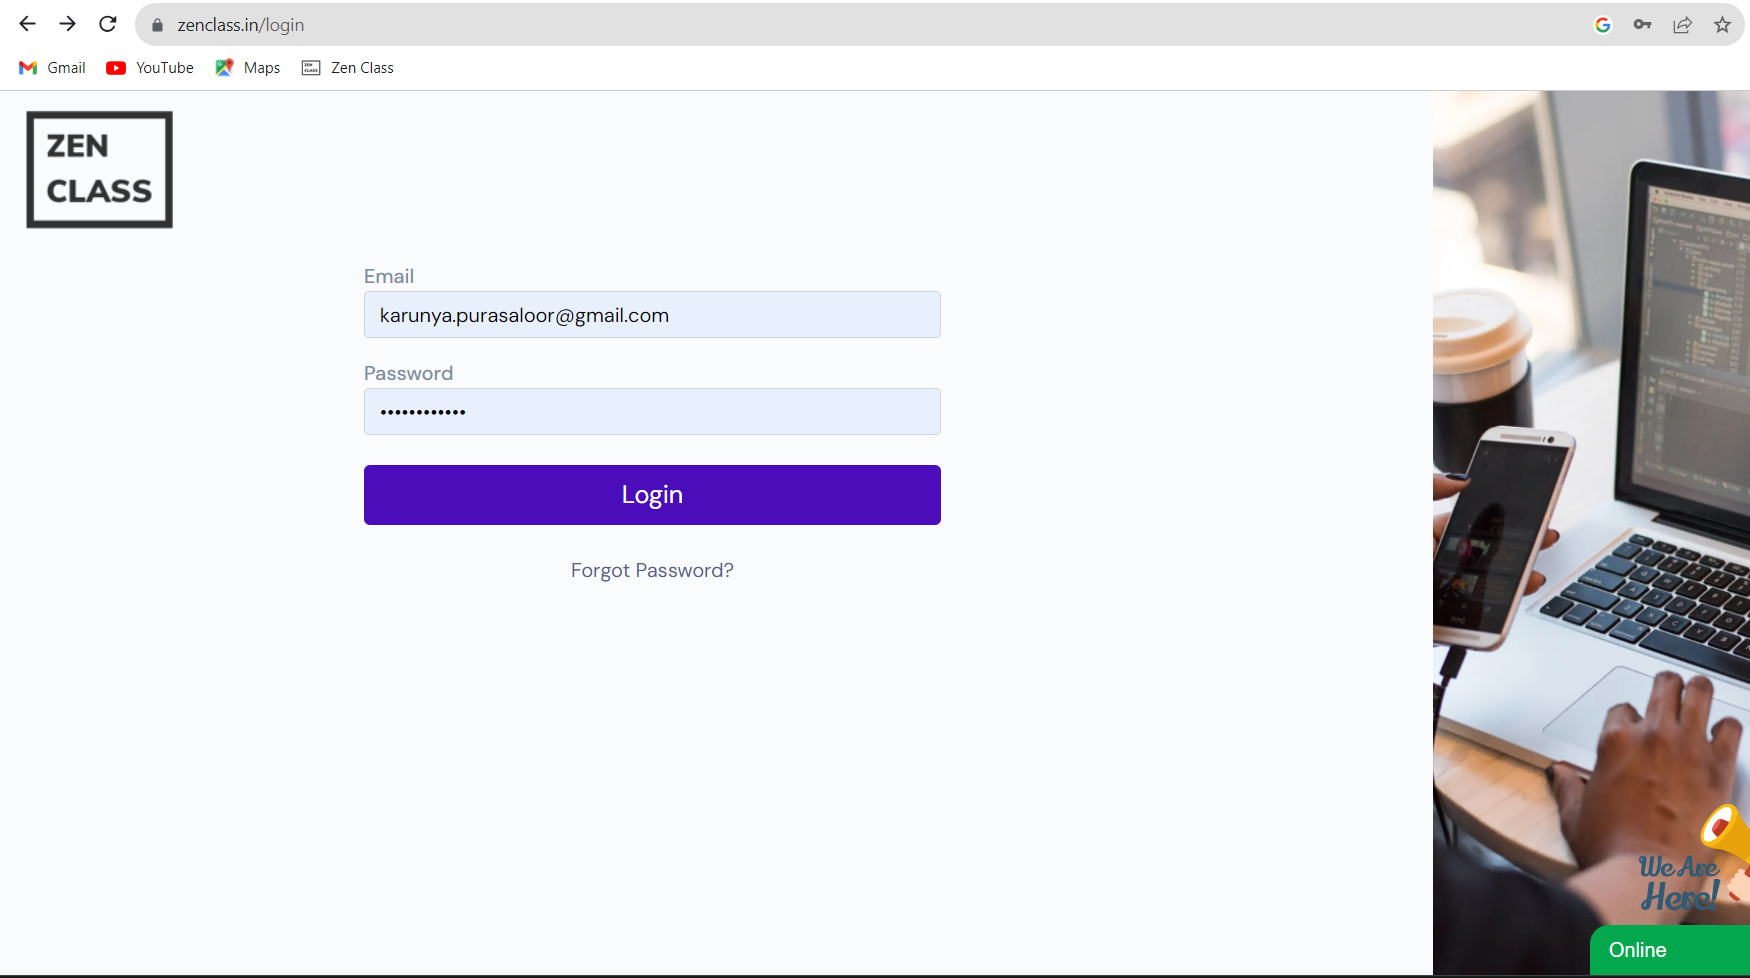 zenclass.in/login
Gmail YouTube Maps Zen Class
ZEN
CLASS
Email
karunya.purasaloor@gmail.com
Password
••••••••••••
Login
Forgot Password?
We Are
Here!
Online